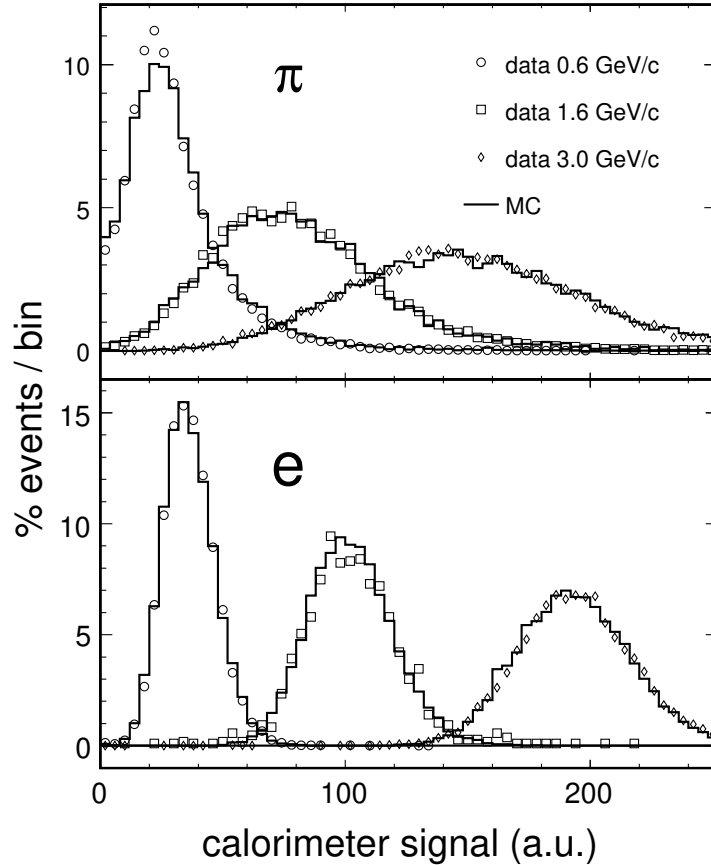 % events / bin
10
5
0
π
data 0.6 GeV/c
data 1.6 GeV/c
data 3.0 GeV/c
MC
15
10
5
0
e
0
100
200
calorimeter signal (a.u.)